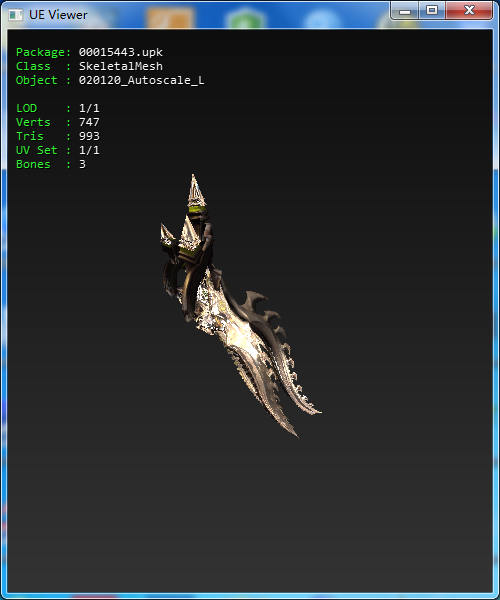 UE Viewer
Package: 00015443.upk
Class  : SkeletalMesh
Object : 020120_Autoscale_L
LOD    : 1/1
Verts  : 747
Tris   : 993
UV Set : 1/1
Bones  : 3